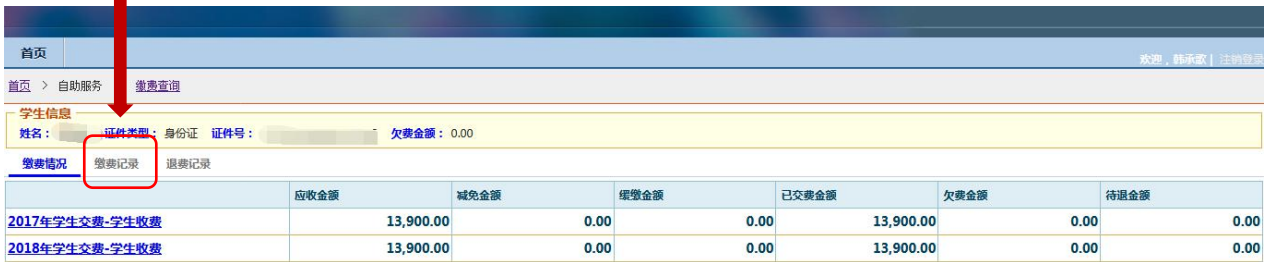 首页
欢迎，韩承歌 | 注销登录
首页 > 自助服务 缴费查询
学生信息
姓名： 证件类型： 身份证 证件号： 欠费金额： 0.00
缴费情况 缴费记录 退费记录
应收金额 减免金额 缓缴金额 已交费金额 欠费金额 待退金额
2017年学生交费-学生收费 13,900.00 0.00 0.00 13,900.00 0.00 0.00
2018年学生交费-学生收费 13,900.00 0.00 0.00 13,900.00 0.00 0.00